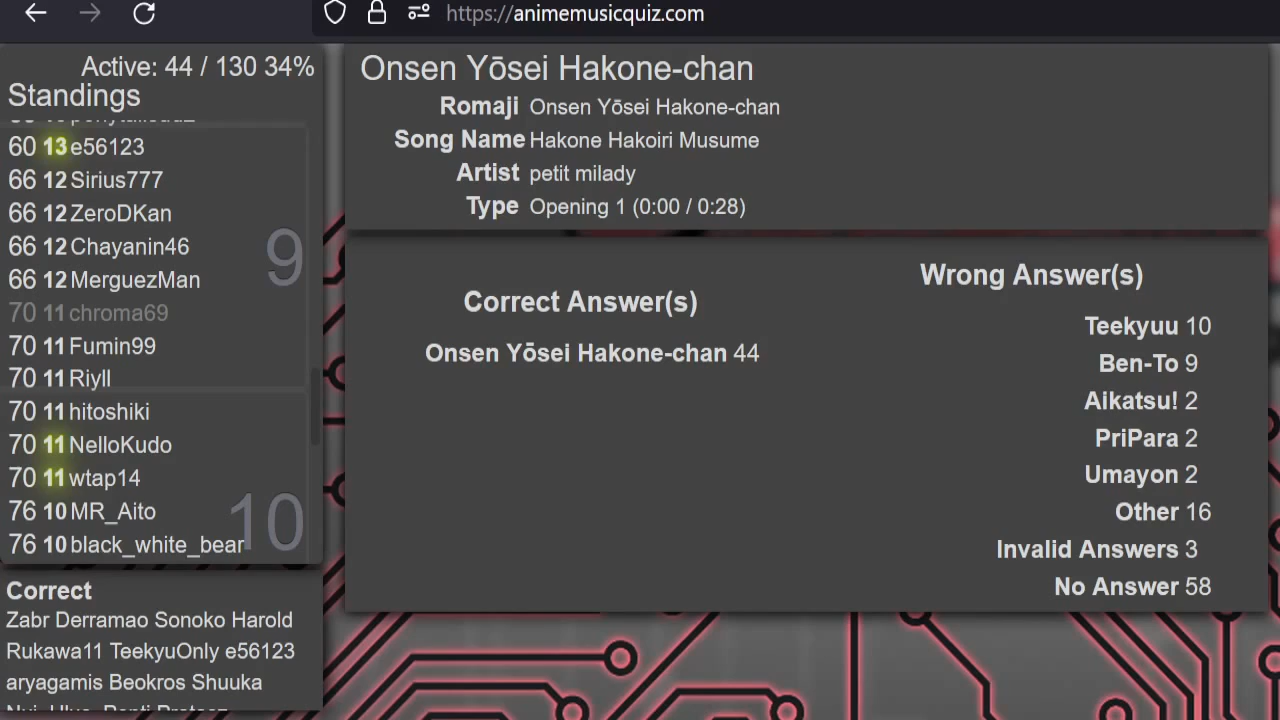 https://animemusicquiz.com
Active: 44 / 130 34%
Standings
60 13 e56123
66 12 Sirius777
66 12 ZeroDKan
66 12 Chayanin46
66 12 MerguezMan
9
70 11 chroma69
70 11 Fumin99
70 11 Riyll
70 11 hitoshiki
70 11 NelloKudo
70 11 wtap14
76 10 MR_Aito
76 10 black_white_bear
10
Correct
Zabr Derramao Sonoko Harold
Rukawa11 TeekyuOnly e56123
aryagamis Beokros Shuuka
Onsen Yōsei Hakone-chan
Romaji Onsen Yōsei Hakone-chan
Song Name Hakone Hakoiri Musume
Artist petit milady
Type Opening 1 (0:00 / 0:28)
Correct Answer(s)
Onsen Yōsei Hakone-chan 44
Wrong Answer(s)
Teekyuu 10
Ben-To 9
Aikatsu! 2
PriPara 2
Umayon 2
Other 16
Invalid Answers 3
No Answer 58